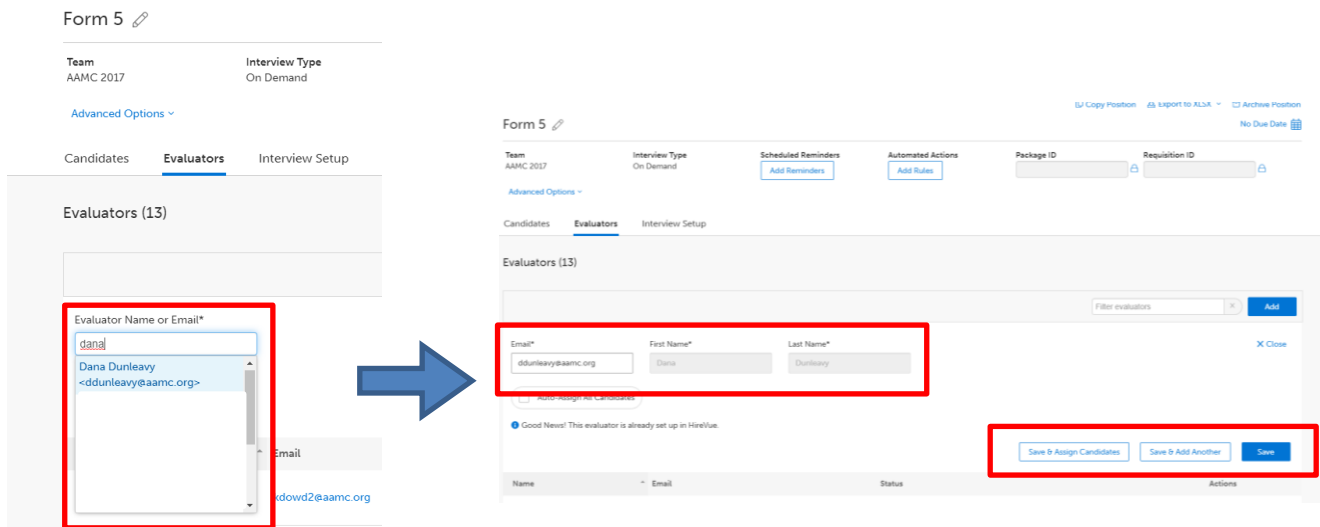 Form 5
Team Interview Type
AAMC 2017 On Demand
Advanced Options
Candidates Evaluators Interview Setup
Evaluators (13)
Evaluator Name or Email*
dana
Dana Dunleavy
<ddunleavy@aamc.org>
Email
kdowd2@aamc.org
Copy Position Export to XLSX Archive Position
Form 5 No Due Date
Team Interview Type Scheduled Reminders Automated Actions Package ID Requisition ID
AAMC 2017 On Demand Add Reminders Add Rules
Advanced Options
Candidates Evaluators Interview Setup
Evaluators (13)
Filter evaluators × Add
Email* First Name* Last Name* X Close
ddunleavy@aamc.org Dana Dunleavy
Auto-Assign All Candidates
Good News! This evaluator is already set up in HireVue.
Save & Assign Candidates Save & Add Another Save
Name Email Status Actions